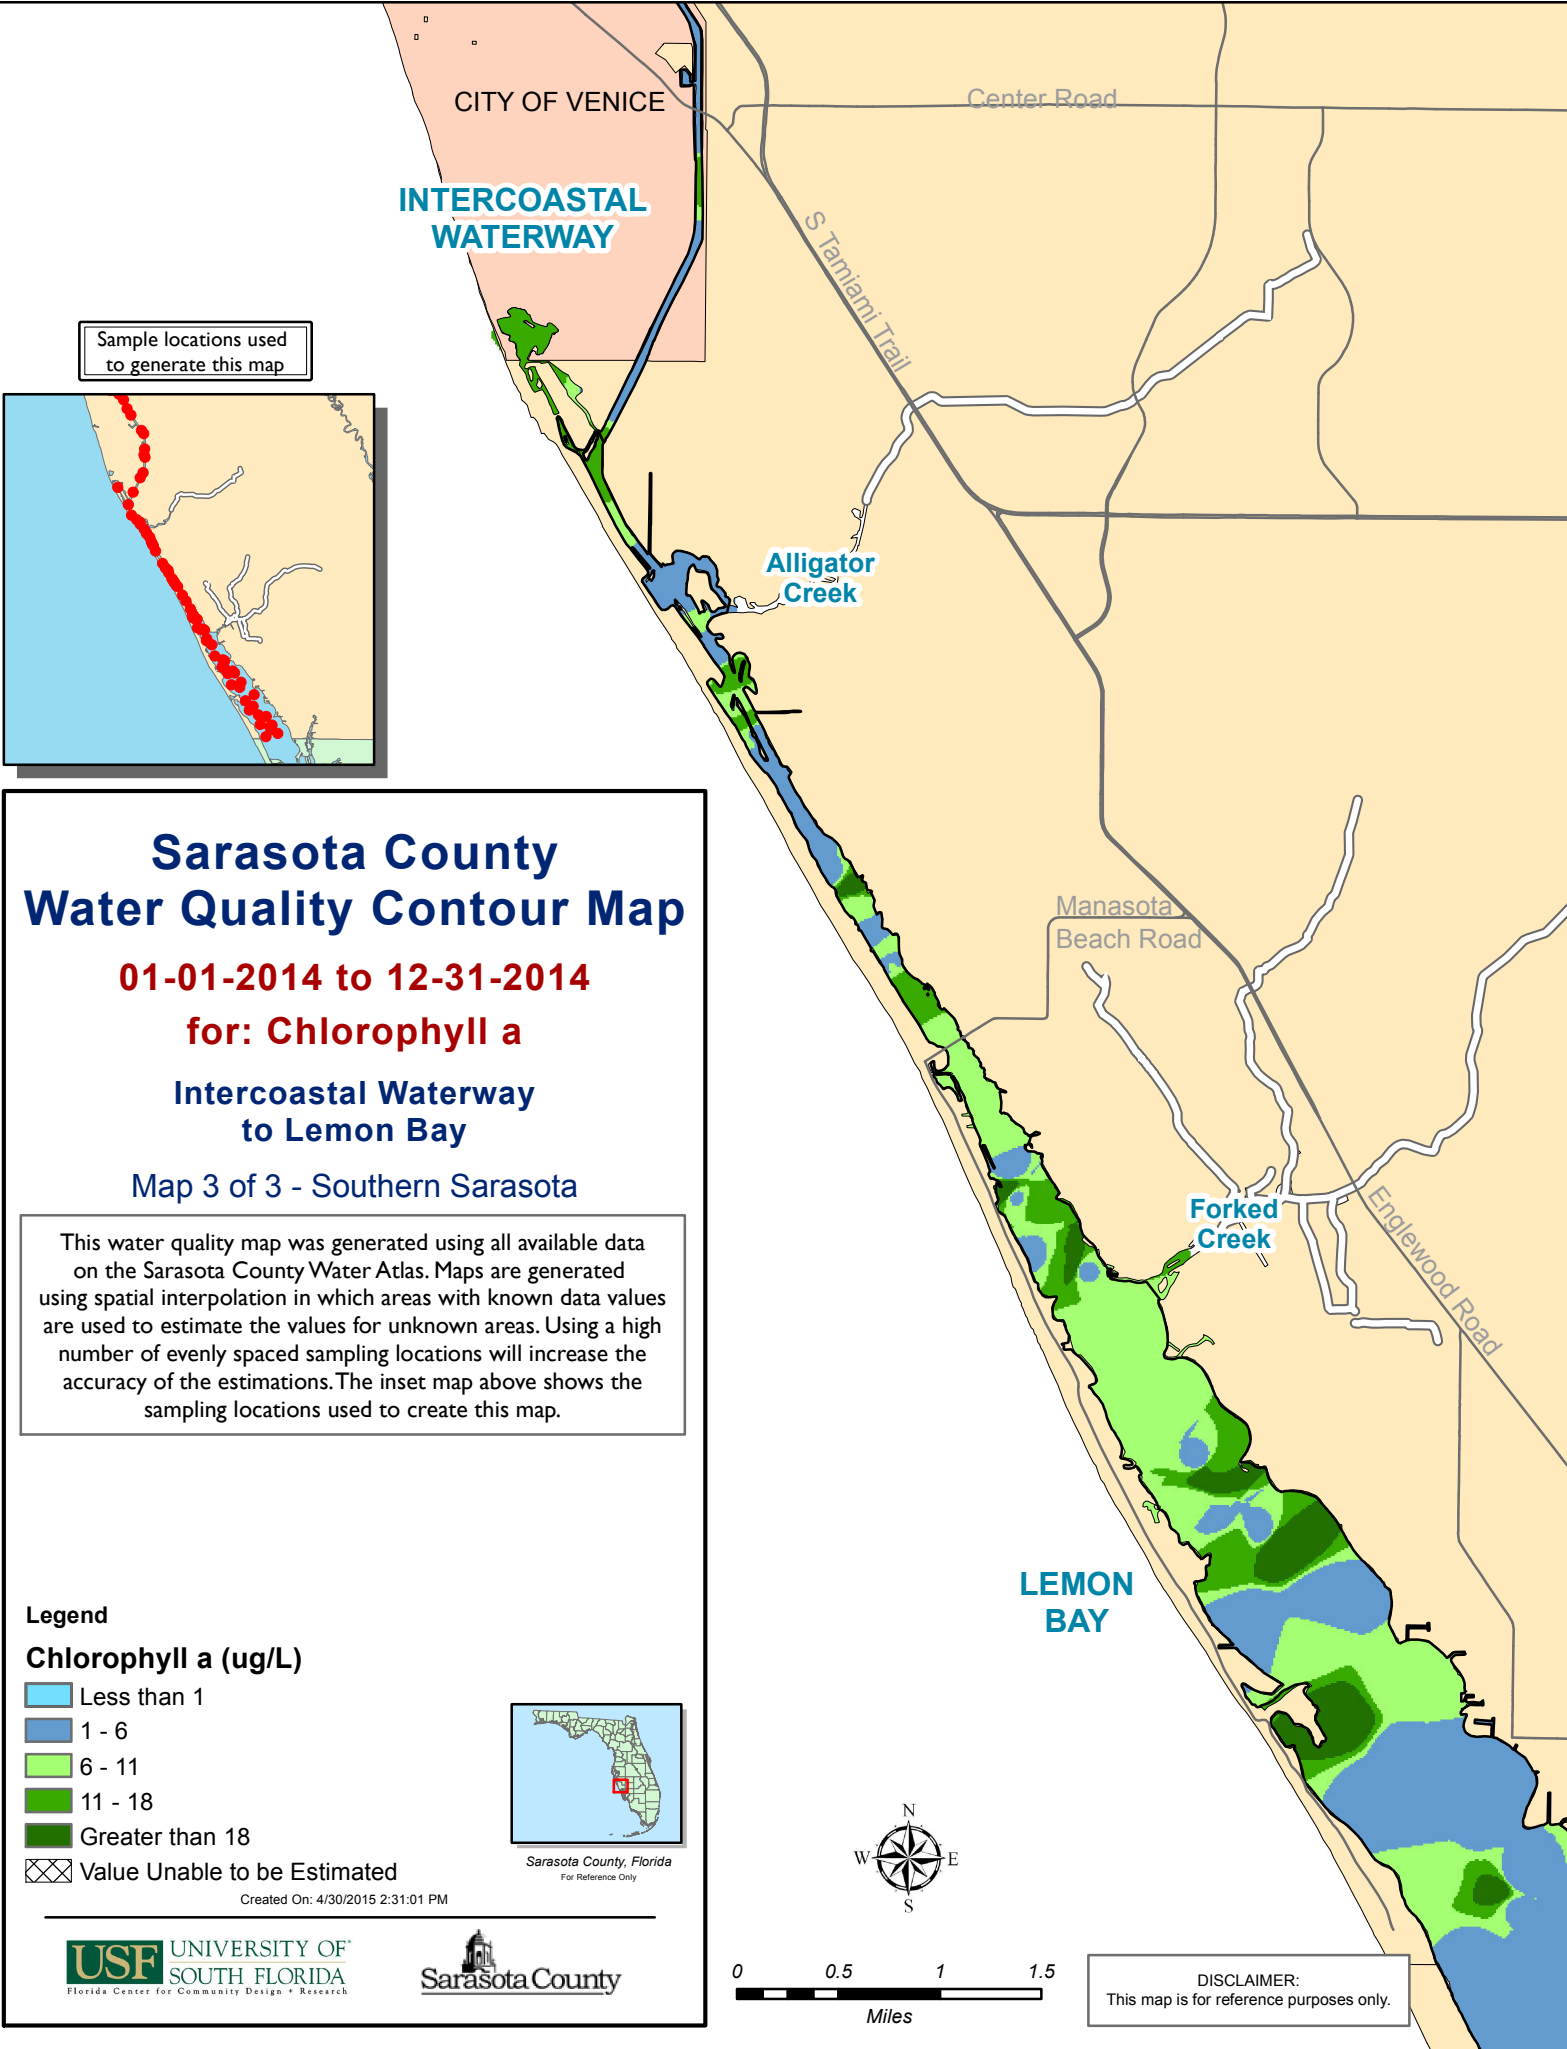 CITY OF VENICE
Center Road
INTERCOASTAL
WATERWAY
S Tamiami Trail
Sample locations used
to generate this map
Alligator
Creek
Sarasota County
Water Quality Contour Map
01-01-2014 to 12-31-2014
for: Chlorophyll a
Intercoastal Waterway
to Lemon Bay
Map 3 of 3 - Southern Sarasota
This water quality map was generated using all available data
on the Sarasota County Water Atlas. Maps are generated
using spatial interpolation in which areas with known data values
are used to estimate the values for unknown areas. Using a high
number of evenly spaced sampling locations will increase the
accuracy of the estimations. The inset map above shows the
sampling locations used to create this map.
Manasota
Beach Road
Forked
Creek
Englewood Road
LEMON
BAY
Legend
Chlorophyll a (ug/L)
Less than 1
1 - 6
6 - 11
11 - 18
Greater than 18
Value Unable to be Estimated
Sarasota County, Florida
For Reference Only
Created On: 4/30/2015 2:31:01 PM
USF UNIVERSITY OF
SOUTH FLORIDA
Florida Center for Community Design + Research
Sarasota County
N
W E
S
0 0.5 1 1.5
Miles
DISCLAIMER:
This map is for reference purposes only.